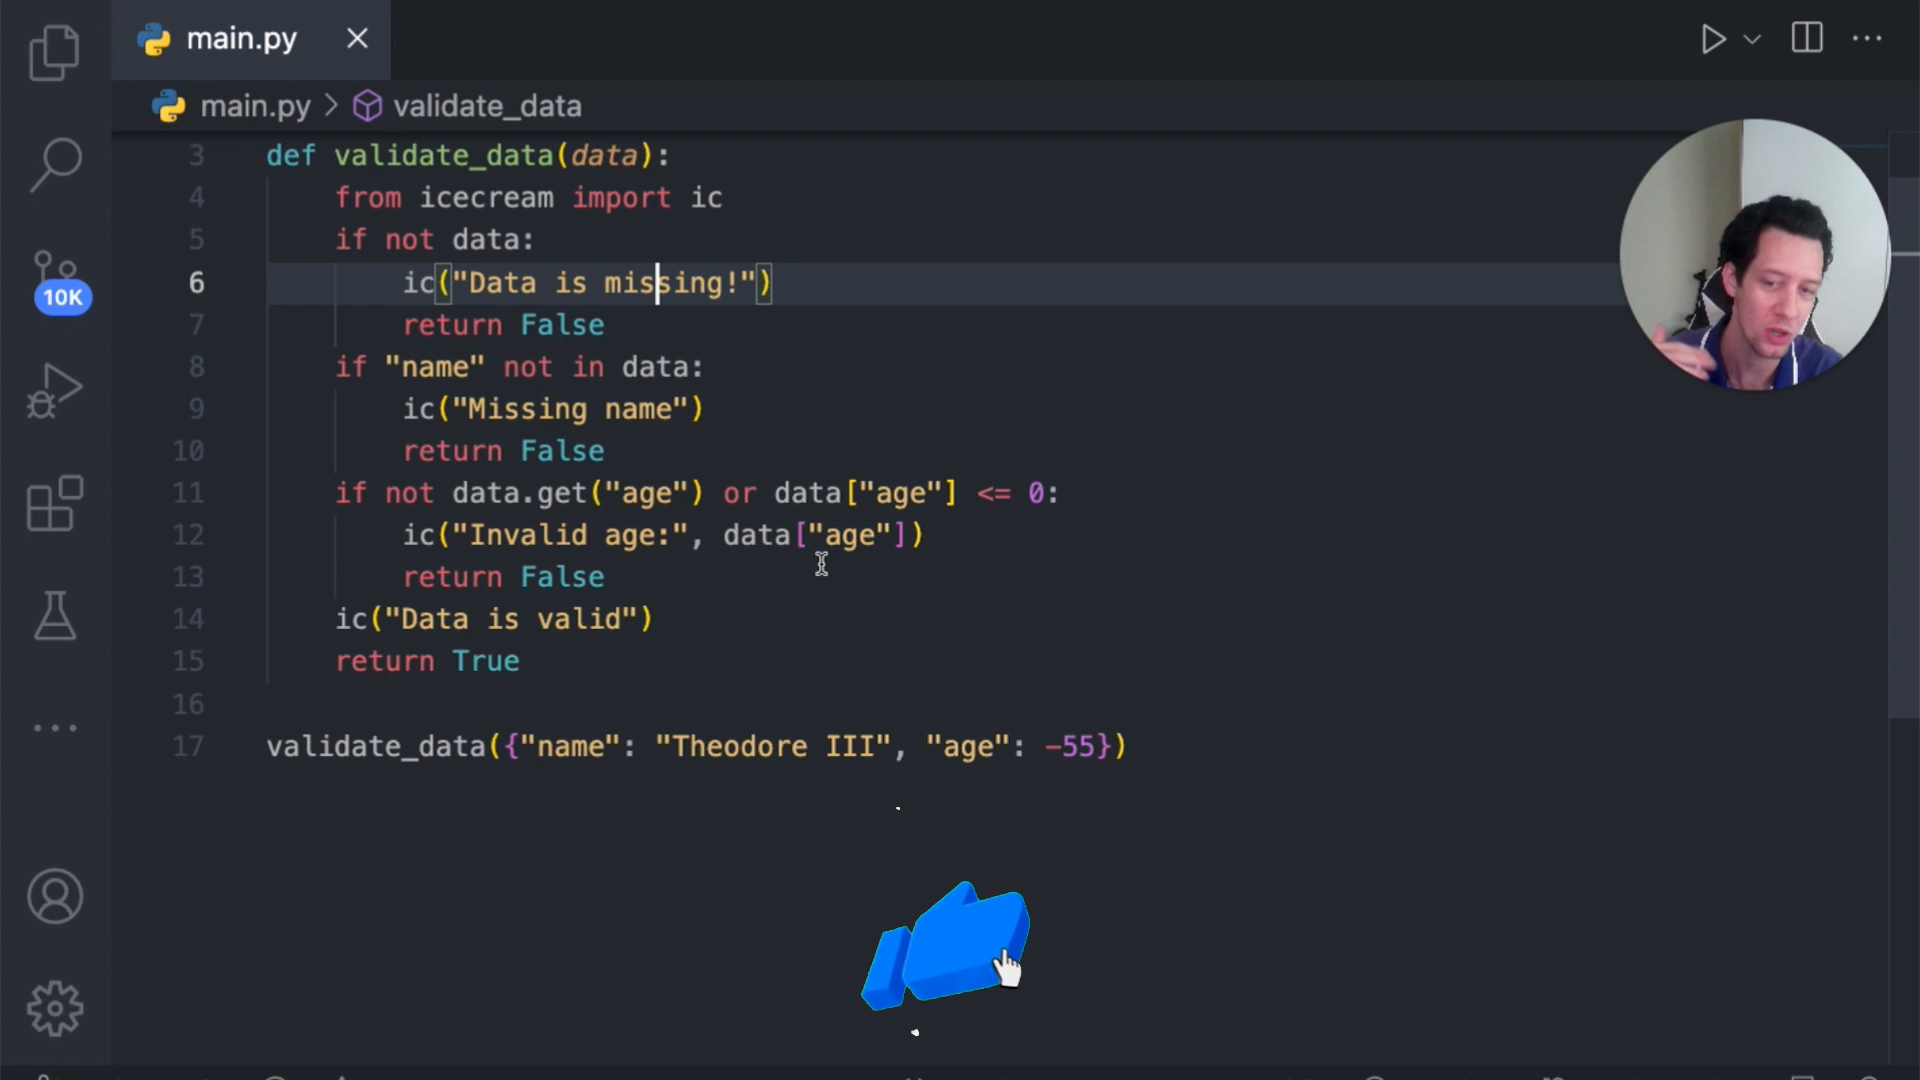 main.py
main.py > validate_data
3 def validate_data(data):
4 from icecream import ic
5 if not data:
6 ic("Data is missing!")
7 return False
8 if "name" not in data:
9 ic("Missing name")
10 return False
11 if not data.get("age") or data["age"] <= 0:
12 ic("Invalid age:", data["age"])
13 return False
14 ic("Data is valid")
15 return True
16
17 validate_data({"name": "Theodore III", "age": -55})
10K